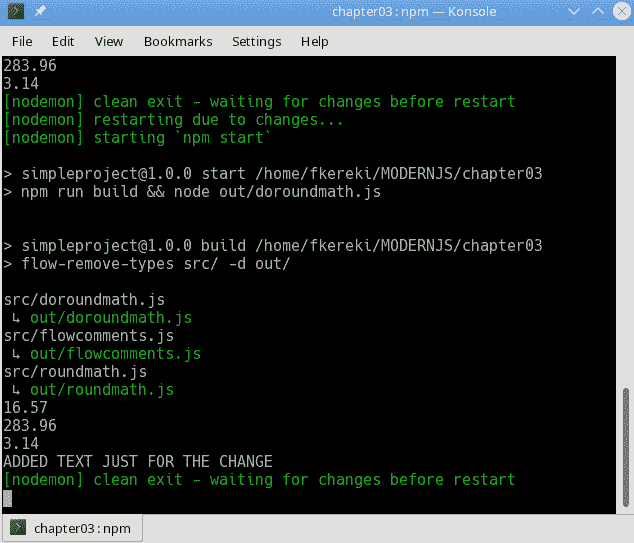 chapter03 : npm — Konsole
File Edit View Bookmarks Settings Help
283.96
3.14
[nodemon] clean exit - waiting for changes before restart
[nodemon] restarting due to changes...
[nodemon] starting `npm start`
> simpleproject@1.0.0 start /home/fkereki/MODERNJS/chapter03
> npm run build && node out/doroundmath.js
> simpleproject@1.0.0 build /home/fkereki/MODERNJS/chapter03
> flow-remove-types src/ -d out/
src/doroundmath.js
↳ out/doroundmath.js
src/flowcomments.js
↳ out/flowcomments.js
src/roundmath.js
↳ out/roundmath.js
16.57
283.96
3.14
ADDED TEXT JUST FOR THE CHANGE
[nodemon] clean exit - waiting for changes before restart
chapter03 : npm